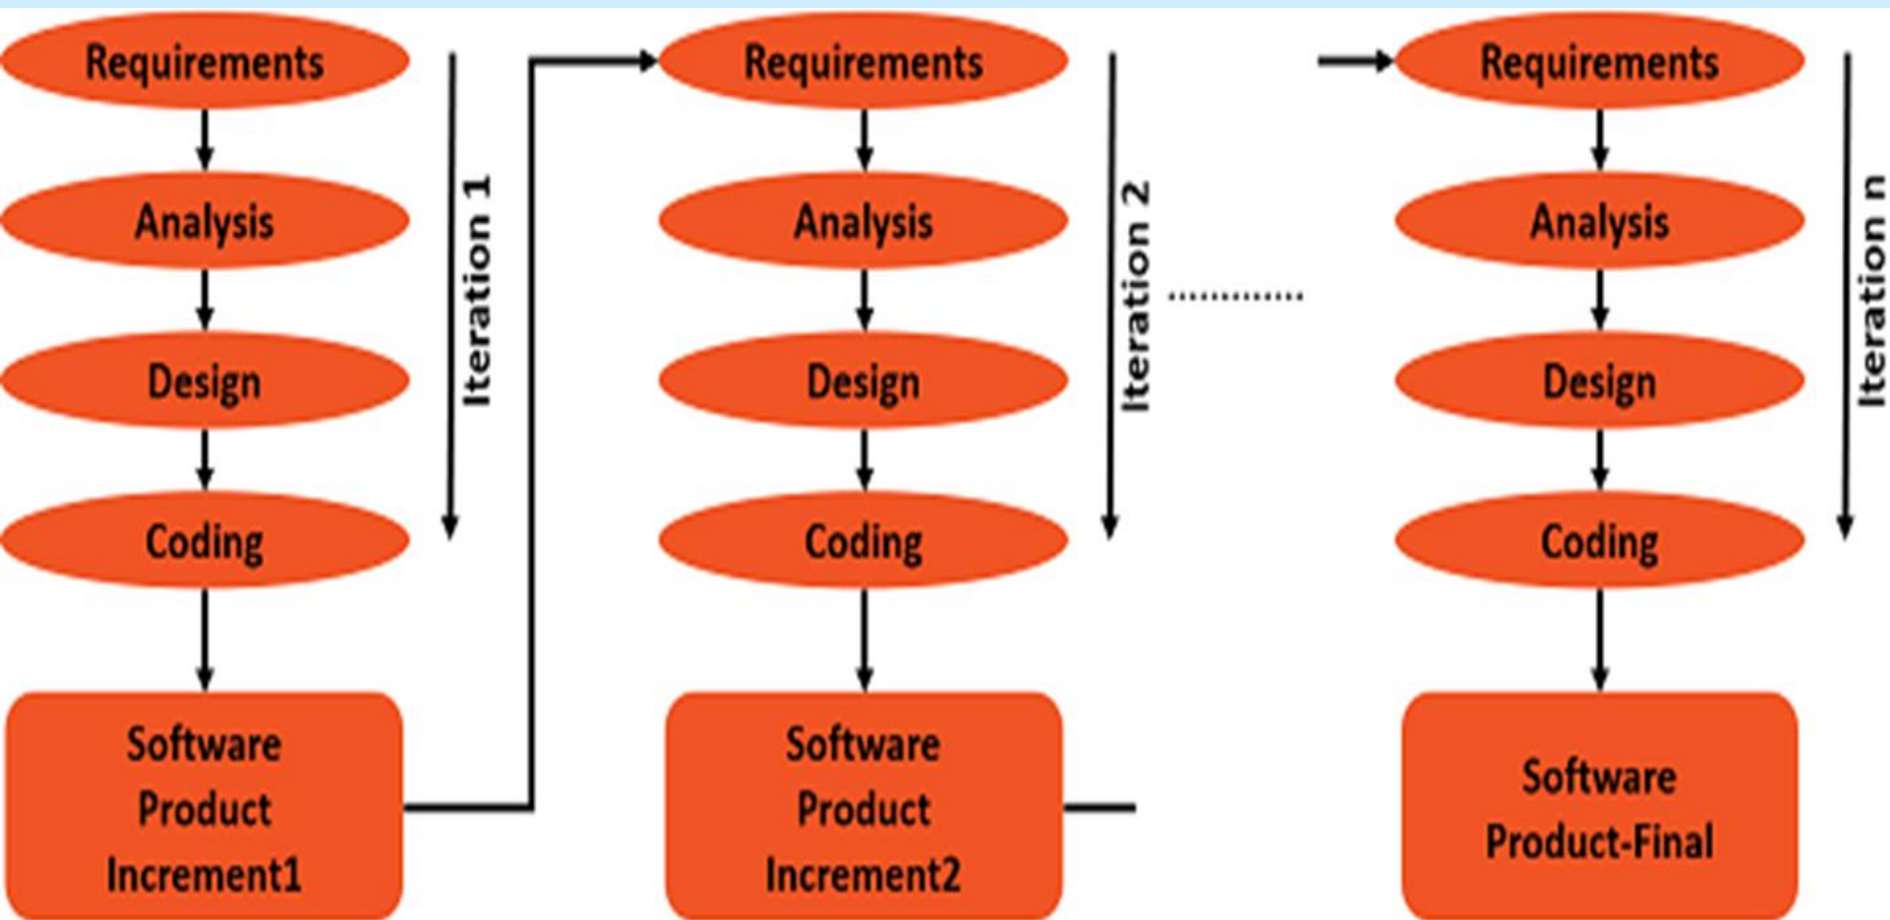 Requirements
Analysis
Design
Coding
Software
Product
Increment1
Iteration 1
Requirements
Analysis
Design
Coding
Software
Product
Increment2
Iteration 2
Requirements
Analysis
Design
Coding
Software
Product-Final
Iteration n